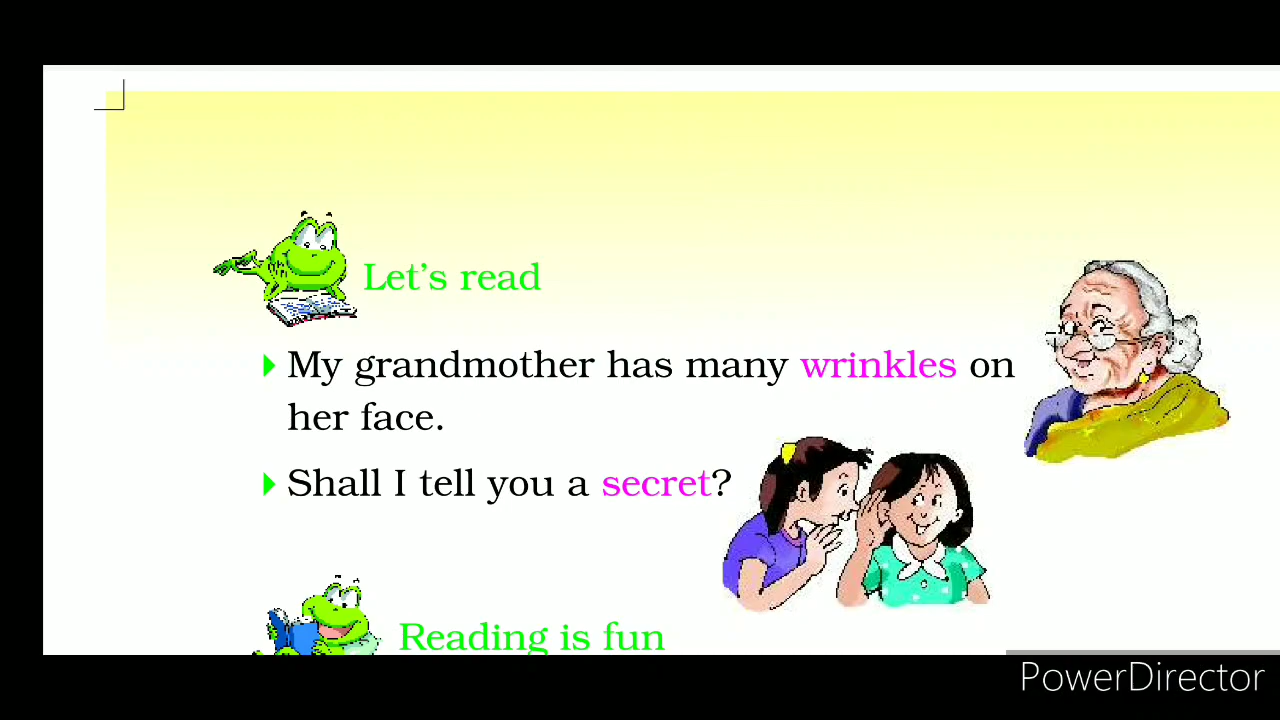 Let's read
My grandmother has many wrinkles on
her face.
Shall I tell you a secret?
Reading is fun
PowerDirector